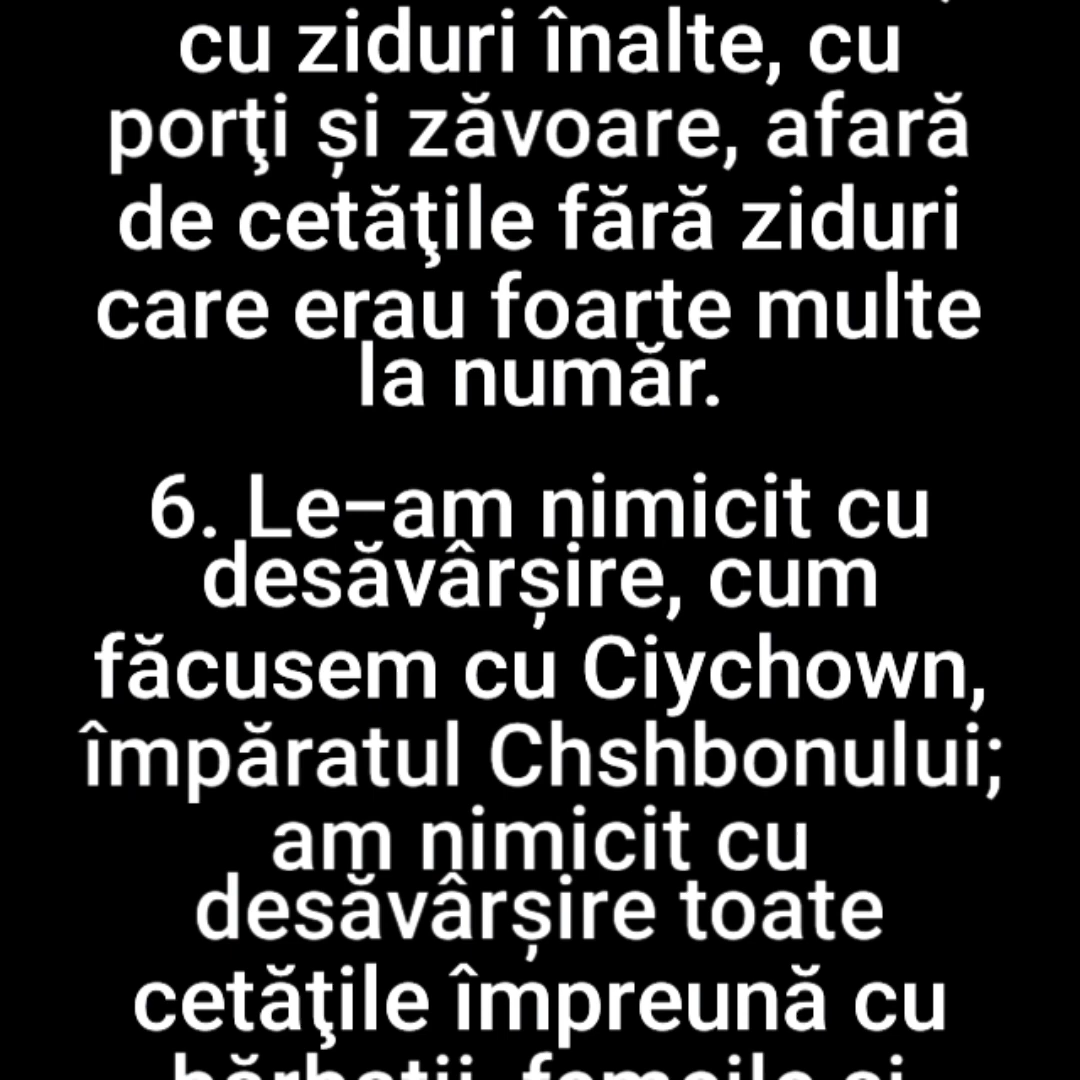 cu ziduri înalte, cu
porţi și zăvoare, afară
de cetăţile fără ziduri
care erau foarte multe
la număr.
6. Le–am nimicit cu
desăvârșire, cum
făcusem cu Ciychown,
împăratul Chshbonului;
am nimicit cu
desăvârșire toate
cetăţile împreună cu